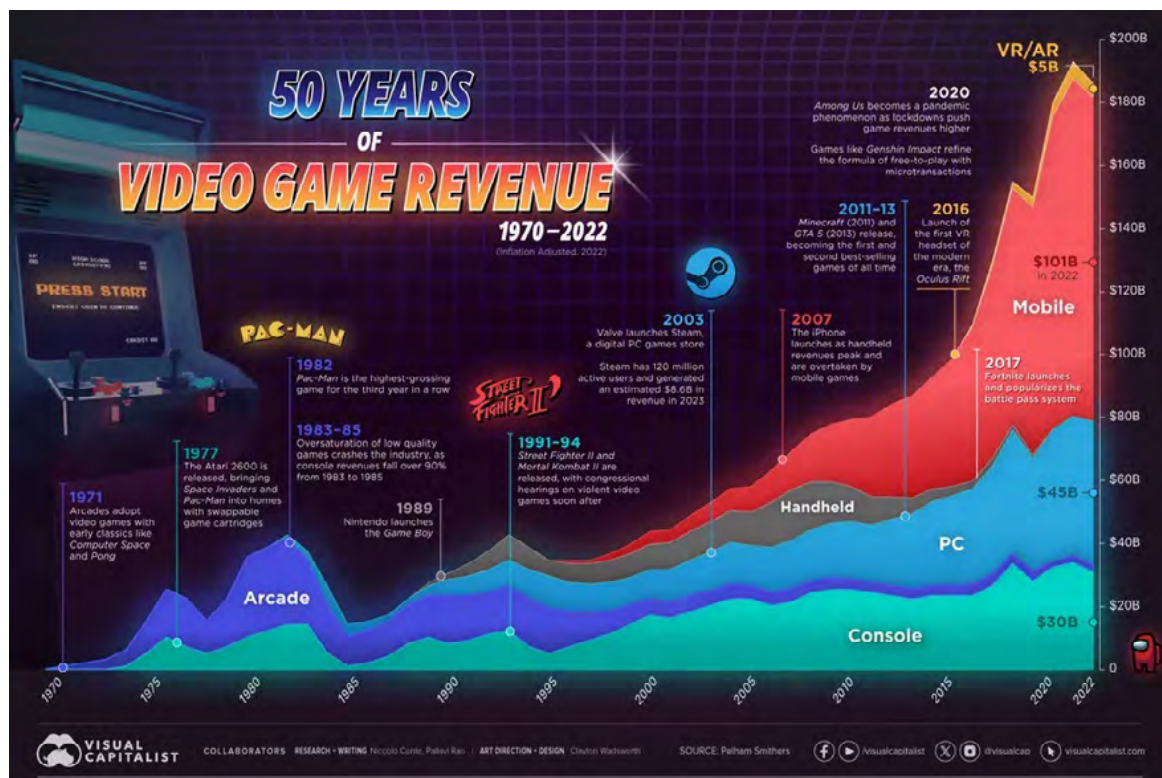 50 YEARS
OF
VIDEO GAME REVENUE
1970–2022
(Inflation Adjusted, 2022)
HIGH SCORE
PRESS START
CREDIT 00
PAC-MAN
STREET
FIGHTER II'
1971
Arcades adopt
video games with
early classics like
Computer Space
and Pong
1977
The Atari 2600 is
released, bringing
Space Invaders and
Pac-Man into homes
with swappable
game cartridges
1982
Pac-Man is the highest-grossing
game for the third year in a row
1983–85
Oversaturation of low quality
games crashes the industry, as
console revenues fall over 90%
from 1983 to 1985
1989
Nintendo launches
the Game Boy
1991–94
Street Fighter II and
Mortal Kombat II are
released, with congressional
hearings on violent video
games soon after
2003
Valve launches Steam,
a digital PC games store
Steam has 120 million
active users and generated
an estimated $8.6B in
revenue in 2023
2007
The iPhone
launches as handheld
revenues peak and
are overtaken by
mobile games
2011–13
Minecraft (2011) and
GTA 5 (2013) release,
becoming the first and
second best-selling
games of all time
2016
Launch of
the first VR
headset of
the modern
era, the
Oculus Rift
2017
Fortnite launches
and popularizes the
battle pass system
2020
Among Us becomes a pandemic
phenomenon as lockdowns push
game revenues higher
Games like Genshin Impact refine
the formula of free-to-play with
microtransactions
VR/AR
$5B
$101B
in 2022
Mobile
Handheld
PC
$45B
Arcade
Console
$30B
$200B
$180B
$160B
$140B
$120B
$100B
$80B
$60B
$40B
$20B
0
1970
1975
1980
1985
1990
1995
2000
2005
2010
2015
2020
2022
VISUAL
CAPITALIST
COLLABORATORS RESEARCH + WRITING Niccolo Conte, Pallavi Rao | ART DIRECTION + DESIGN Clayton Wadsworth
SOURCE: Pelham Smithers
/visualcapitalist
@visualcap
visualcapitalist.com